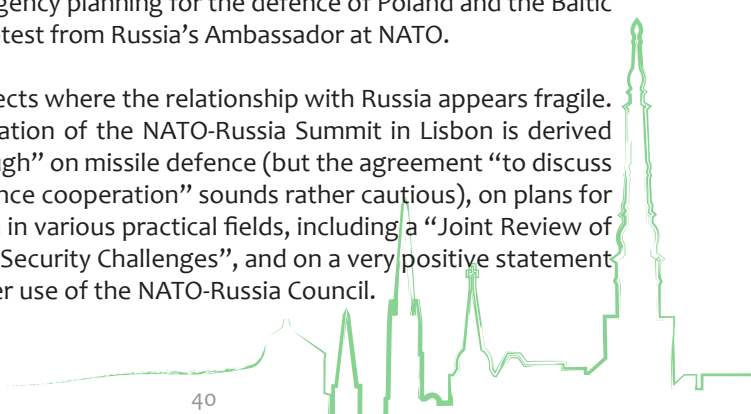 gency planning for the defence of Poland and the Baltic
test from Russia’s Ambassador at NATO.
ects where the relationship with Russia appears fragile.
ation of the NATO-Russia Summit in Lisbon is derived
ugh” on missile defence (but the agreement “to discuss
nce cooperation” sounds rather cautious), on plans for
in various practical fields, including a “Joint Review of
Security Challenges”, and on a very positive statement
er use of the NATO-Russia Council.
40